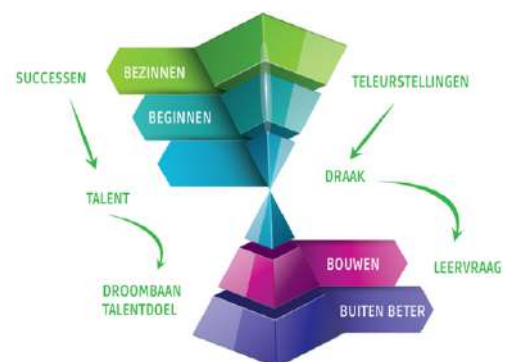 SUCCESSEN
BEZINNEN
TELEURSTELLINGEN
BEGINNEN
DRAAK
TALENT
BOUWEN
LEERVRAAG
DROOMBAAN
TALENTDOEL
BUITEN BETER